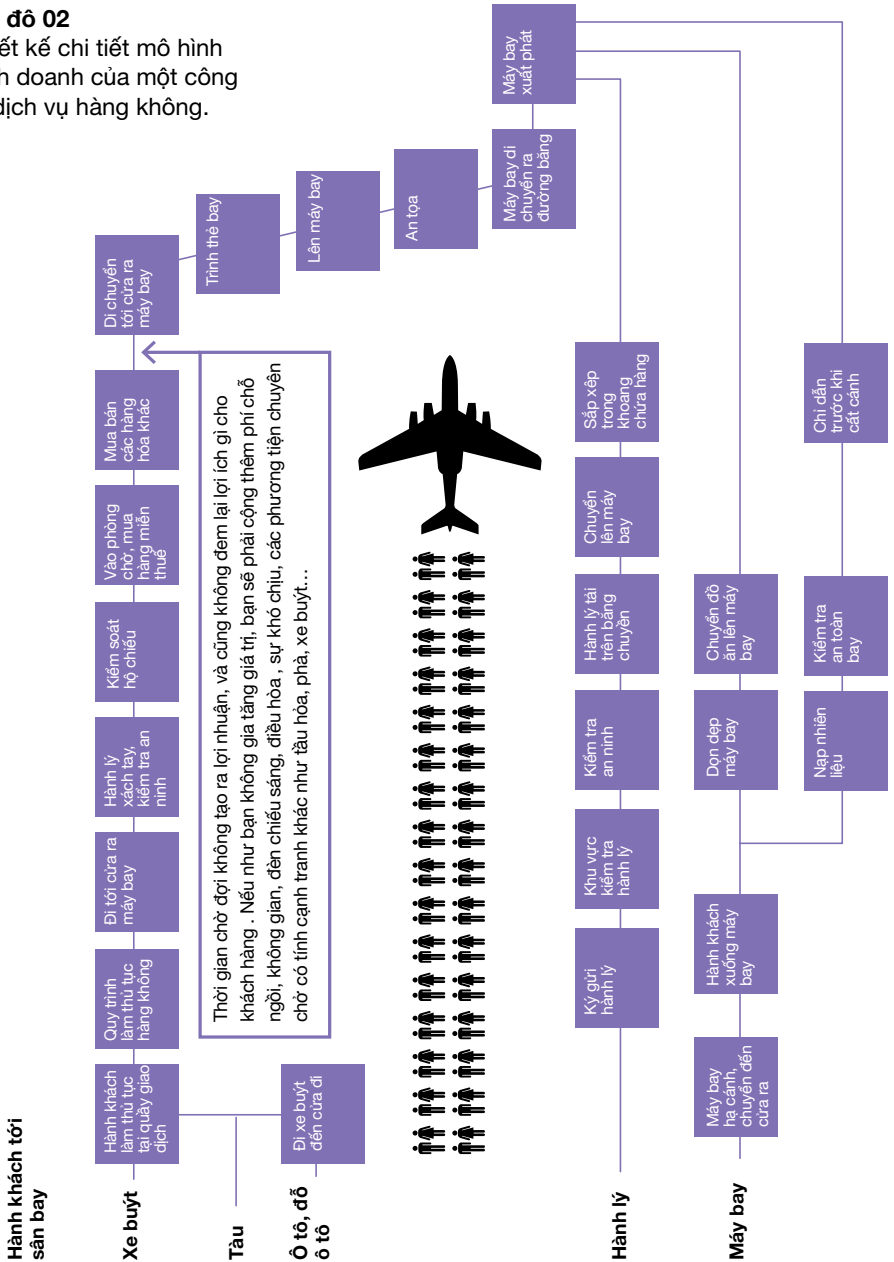 đô 02
ết kế chi tiết mô hình
h doanh của một công
dịch vụ hàng không.
Hành khách tới
sân bay
Xe buýt
Hành khách
làm thủ tục
tại quầy giao
dịch
Quy trình
làm thủ tục
hàng không
Đi tới cửa ra
máy bay
Hành lý
xách tay,
kiểm tra an
ninh
Kiểm soát
hộ chiếu
Vào phòng
chờ, mua
hàng miễn
thuế
Mua bán
các hàng
hóa khác
Di chuyển
tới cửa ra
máy bay
Trình thẻ bay
Lên máy bay
An tọa
Máy bay di
chuyển ra
đường băng
Máy bay
xuất phát
Tàu
Ô tô, đỗ
ô tô
Đi xe buýt
đến cửa đi
Thời gian chờ đợi không tạo ra lợi nhuận, và cũng không đem lại lợi ích gì cho
khách hàng . Nếu như bạn không gia tăng giá trị, bạn sẽ phải cộng thêm phí chỗ
ngồi, không gian, đèn chiếu sáng, điều hòa , sự khó chịu, các phương tiện chuyên
chở có tính cạnh tranh khác như tầu hỏa, phà, xe buýt...
Hành lý
Ký gửi
hành lý
Khu vực
kiểm tra
hành lý
Kiểm tra
an ninh
Hành lý tải
trên băng
chuyền
Chuyển
lên máy
bay
Sắp xếp
trong
khoang
chứa hàng
Máy bay
Máy bay
hạ cánh,
chuyển đến
cửa ra
Hành khách
xuống máy
bay
Dọn dẹp
máy bay
Chuyển đồ
ăn lên máy
bay
Nạp nhiên
liệu
Kiểm tra
an toàn
bay
Chỉ dẫn
trước khi
cất cánh